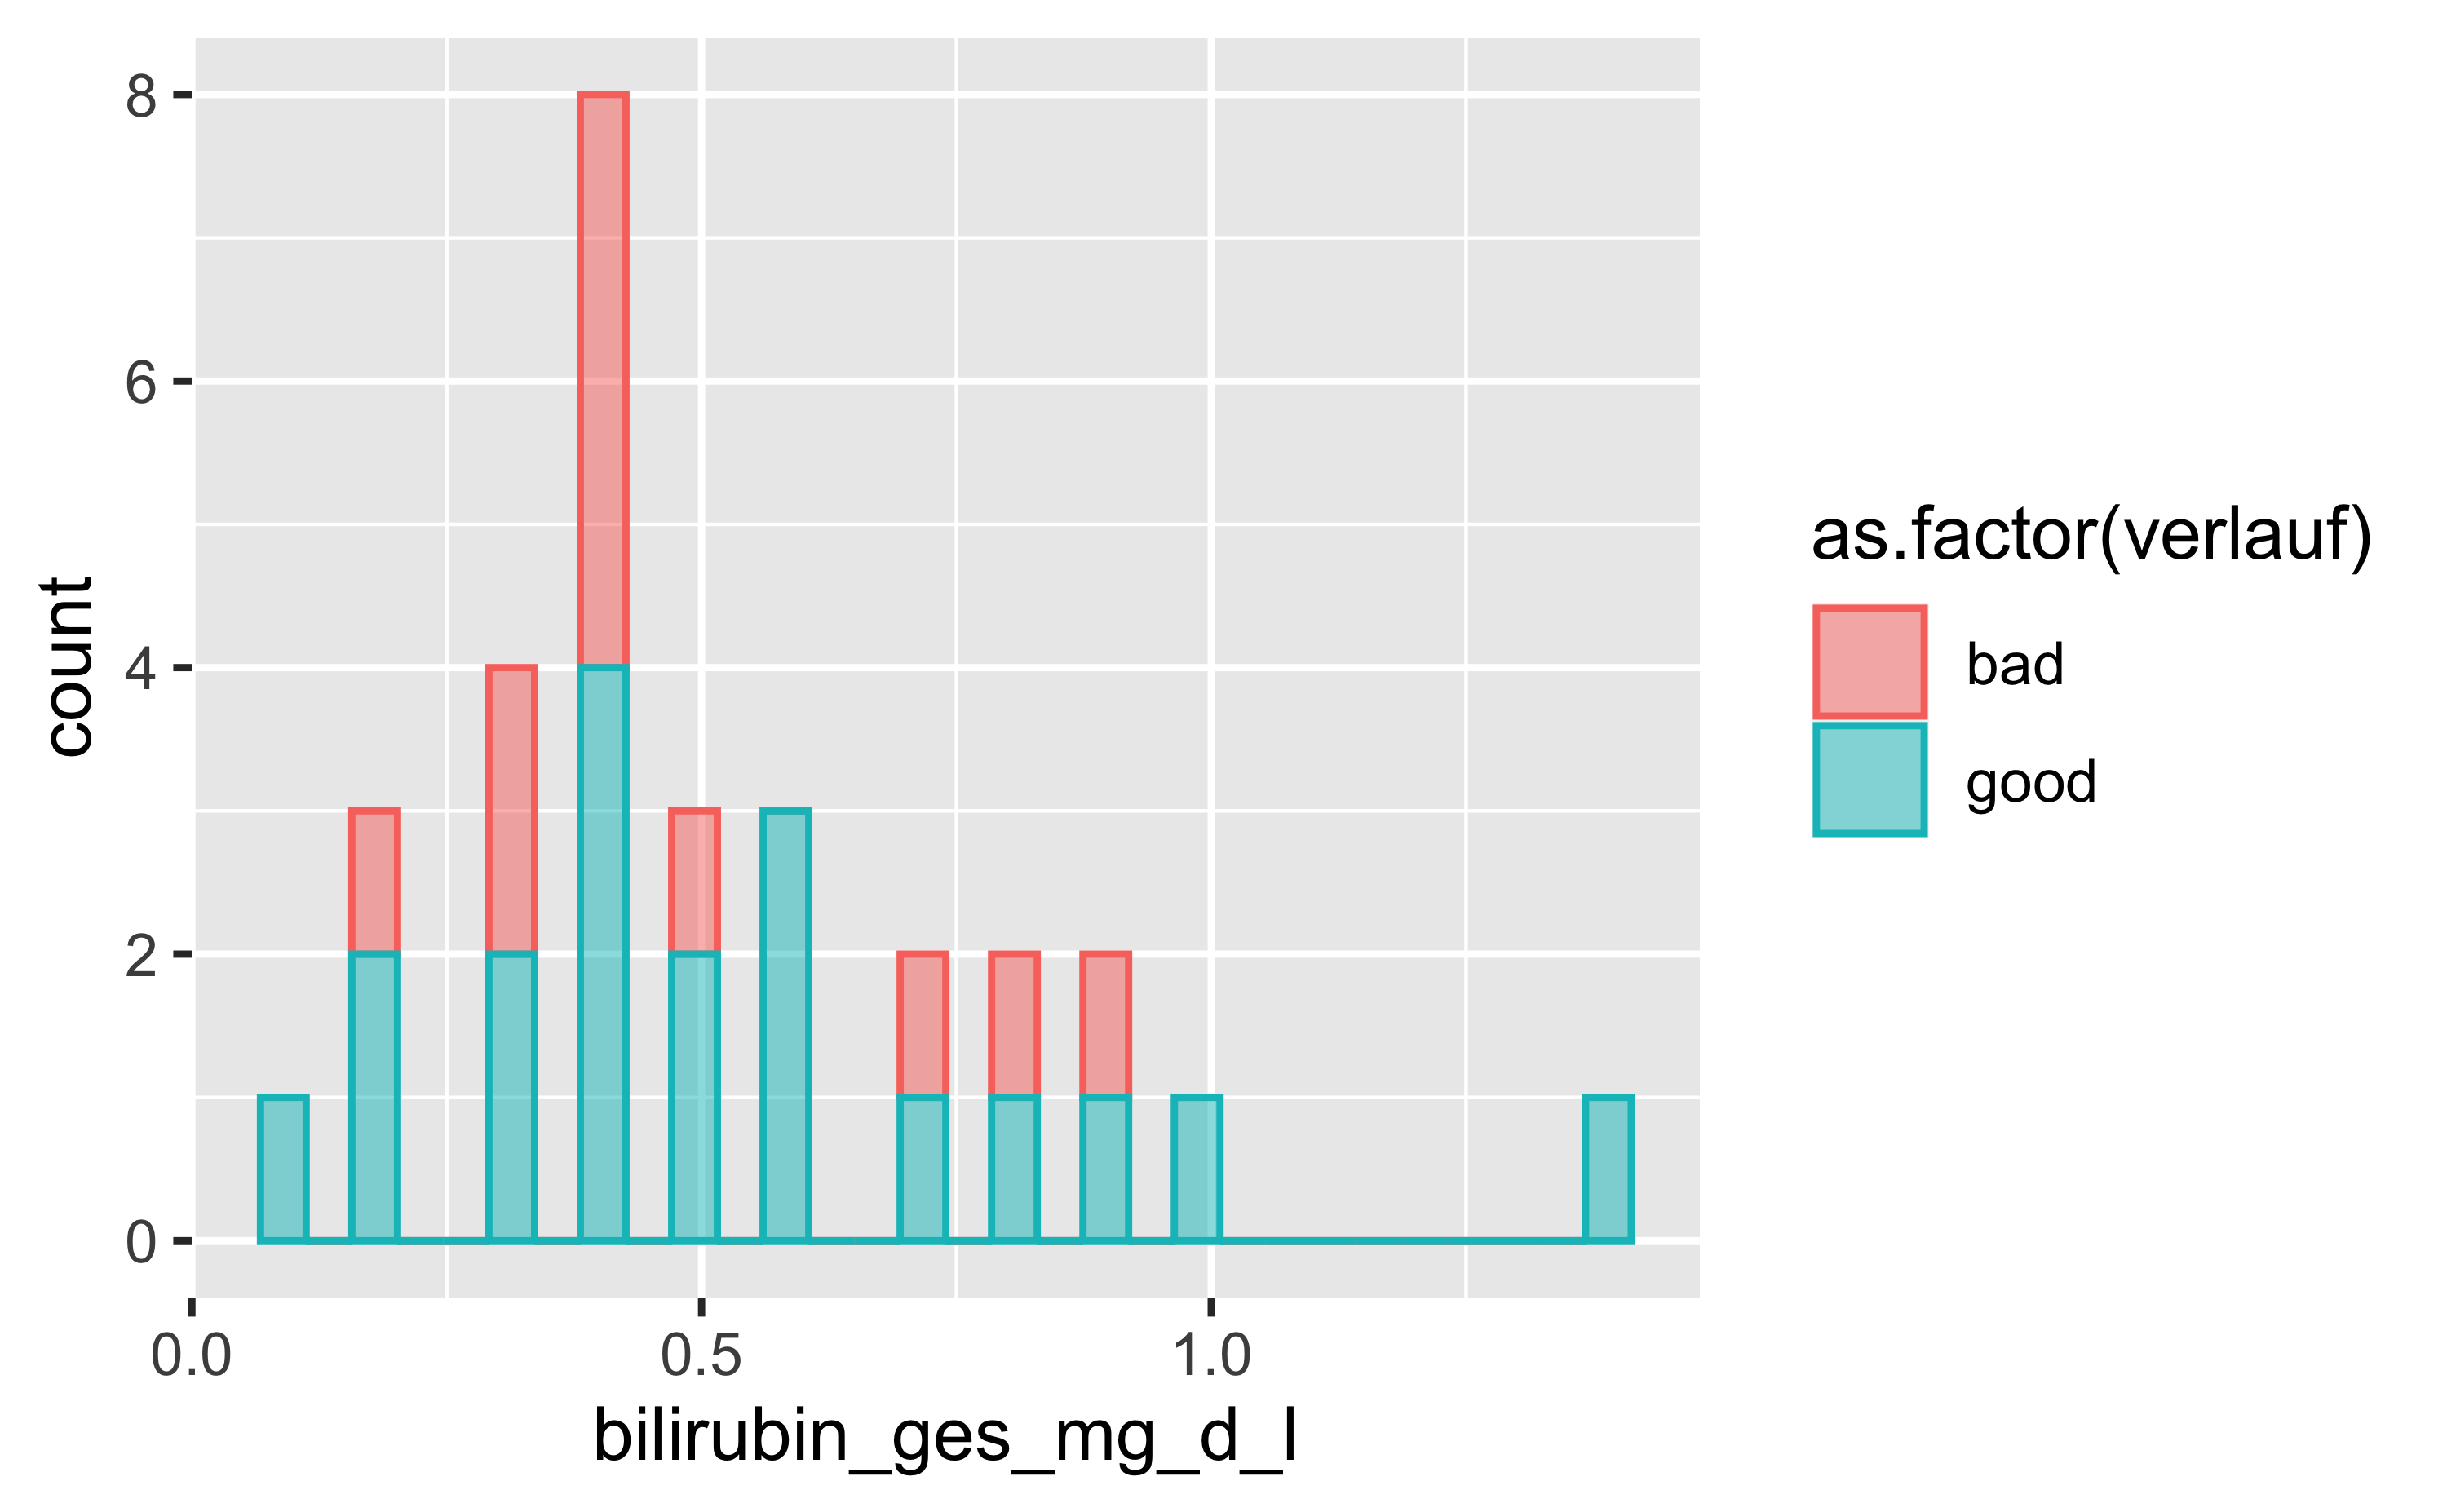 8
6
4
2
0
count
0.0 0.5 1.0
bilirubin_ges_mg_d_l
as.factor(verlauf)
bad
good